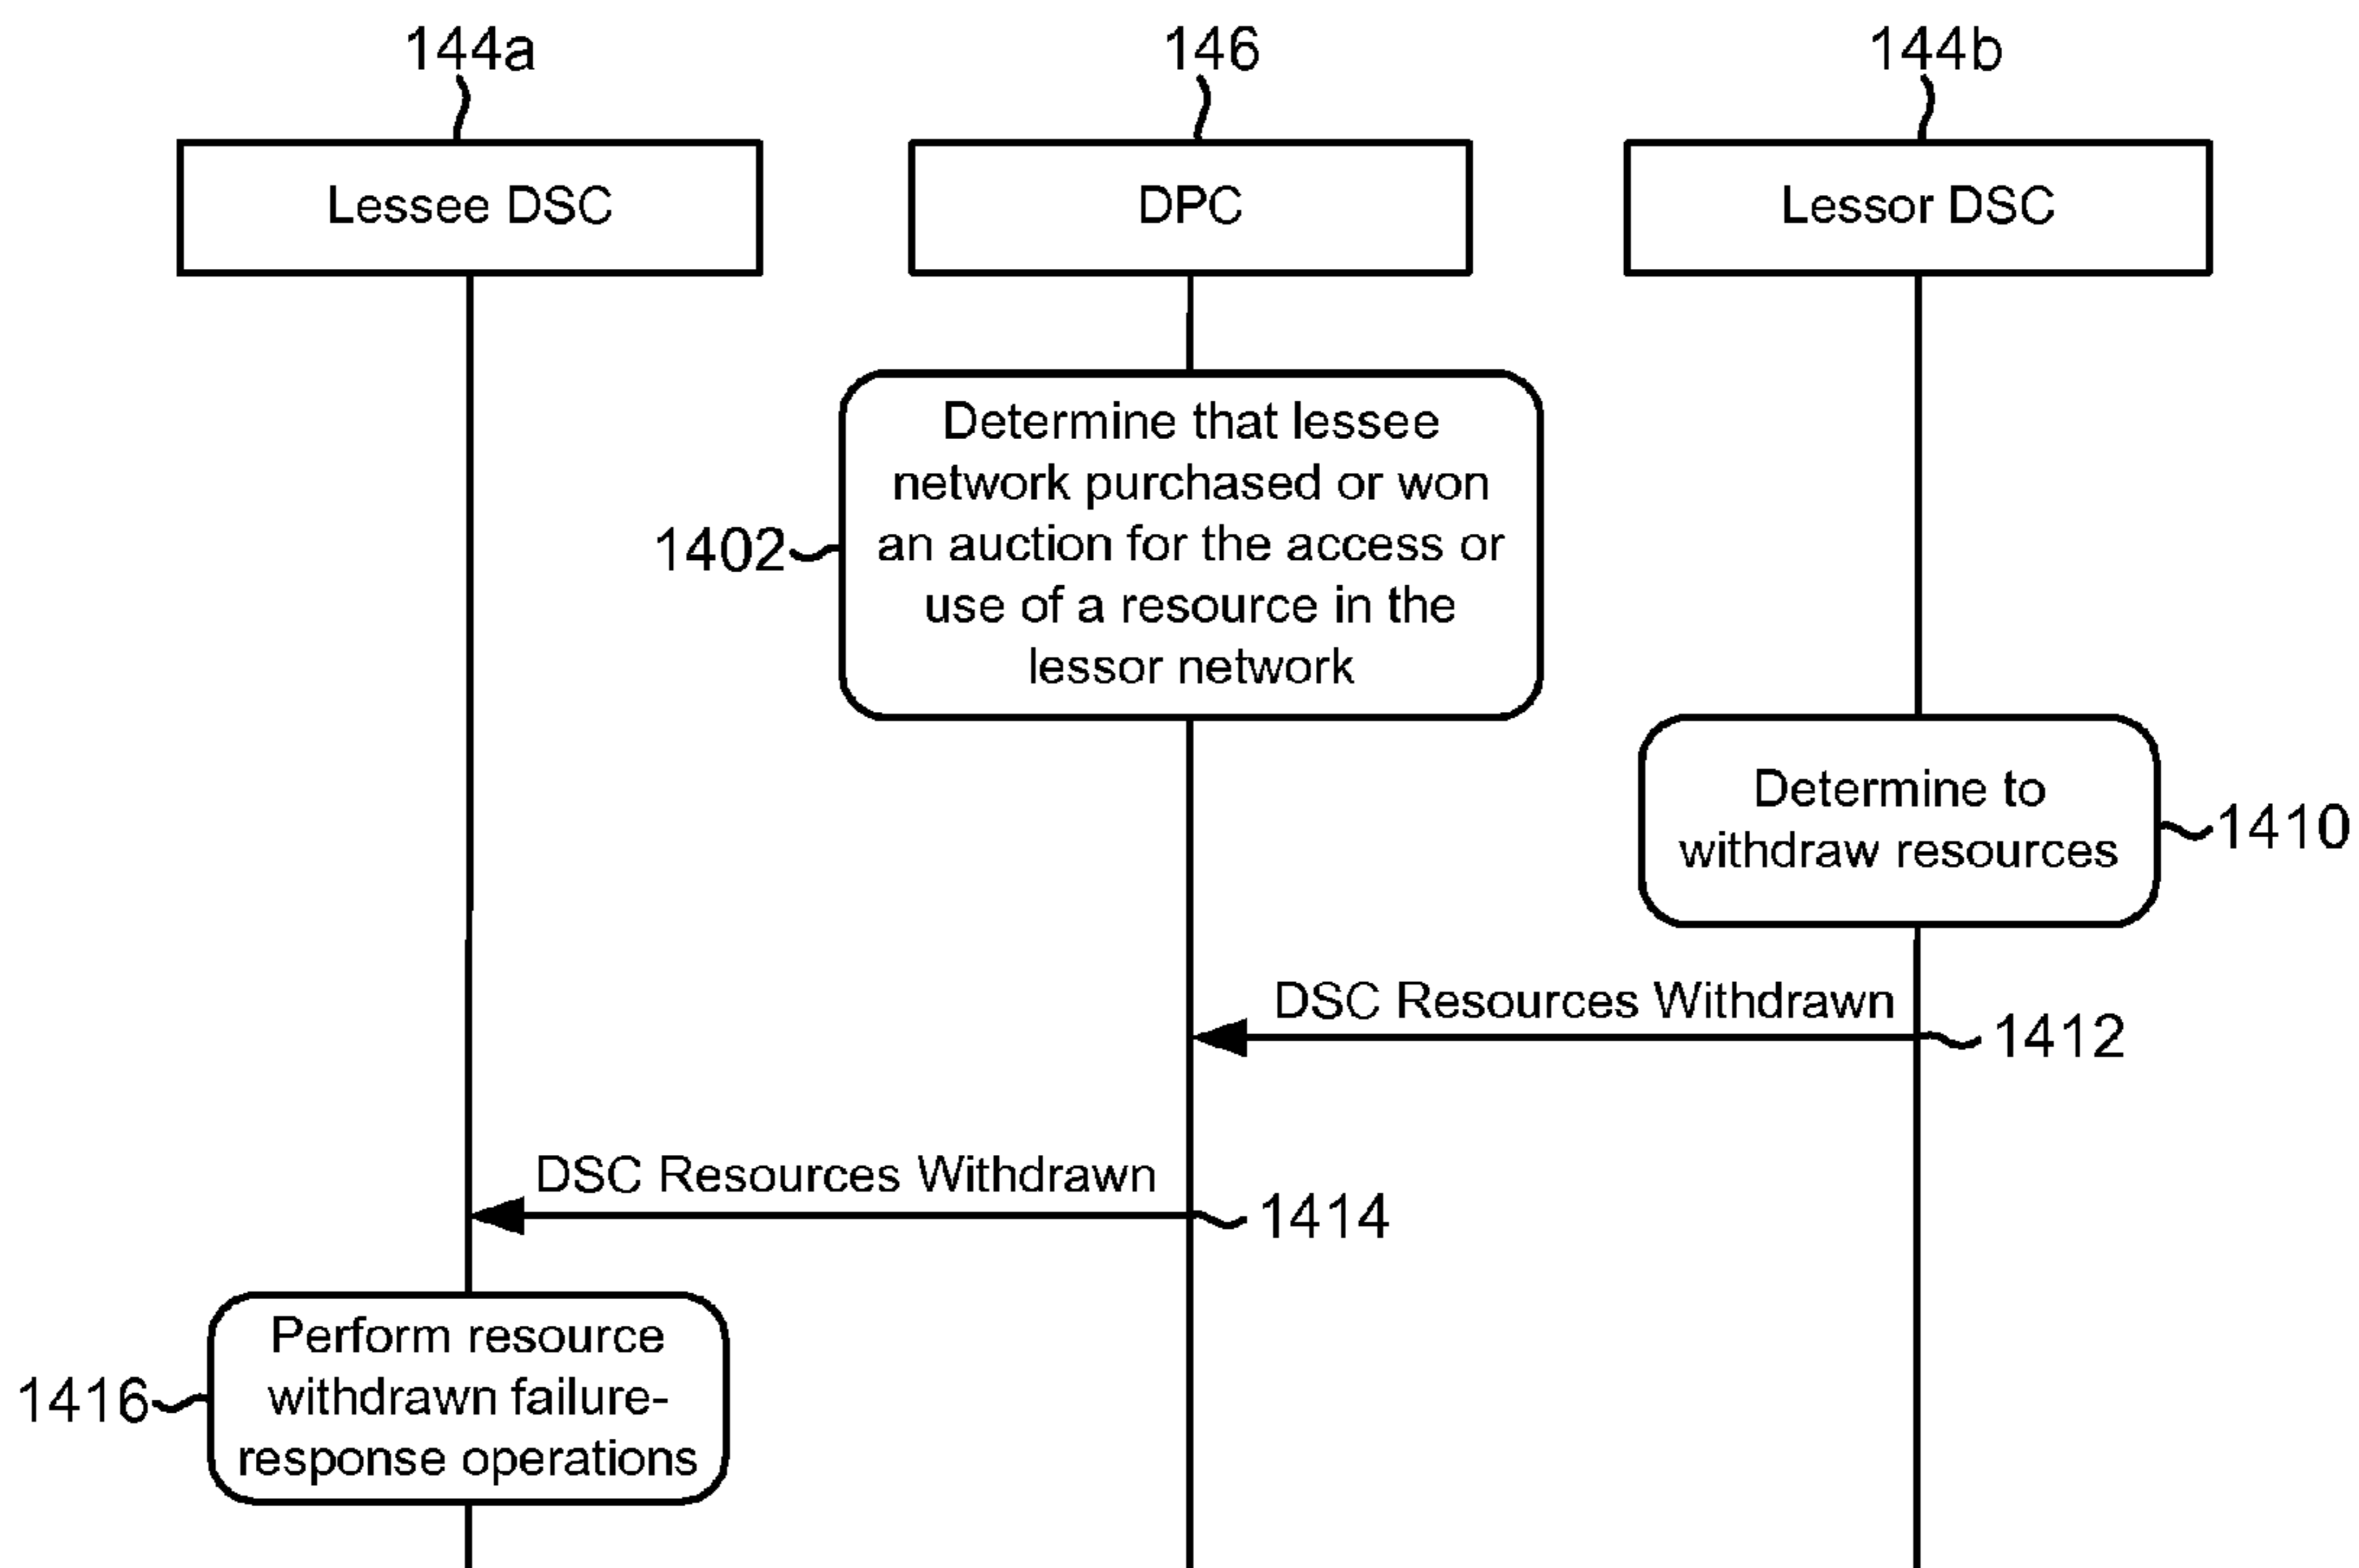 144a
146
144b
Lessee DSC
DPC
Lessor DSC
Determine that lessee
network purchased or won
an auction for the access or
use of a resource in the
lessor network
1402
Determine to
withdraw resources
1410
DSC Resources Withdrawn
1412
DSC Resources Withdrawn
1414
Perform resource
withdrawn failure-
response operations
1416